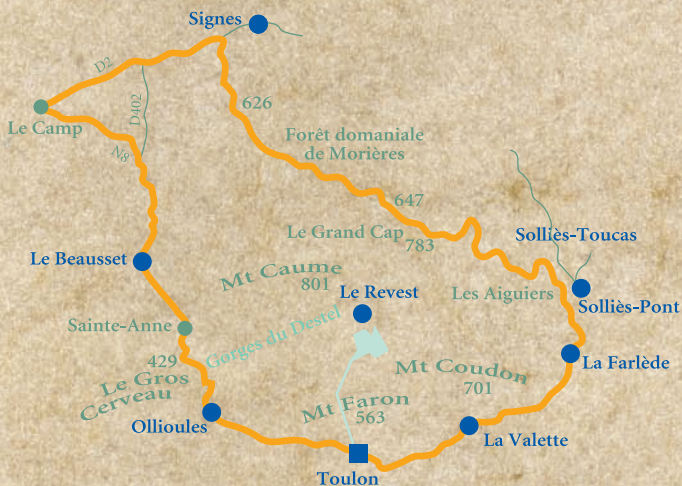 Signes
D2
626
D402
Le Camp
N8
Forêt domaniale
de Morières
647
Le Grand Cap
783
Solliès-Toucas
Le Beausset
Mt Caume
801
Le Revest
Les Aiguiers
Solliès-Pont
Sainte-Anne
Gorges du Destel
429
Le Gros
Cerveau
Mt Coudon
701
La Farlède
Mt Faron
563
Ollioules
La Valette
Toulon